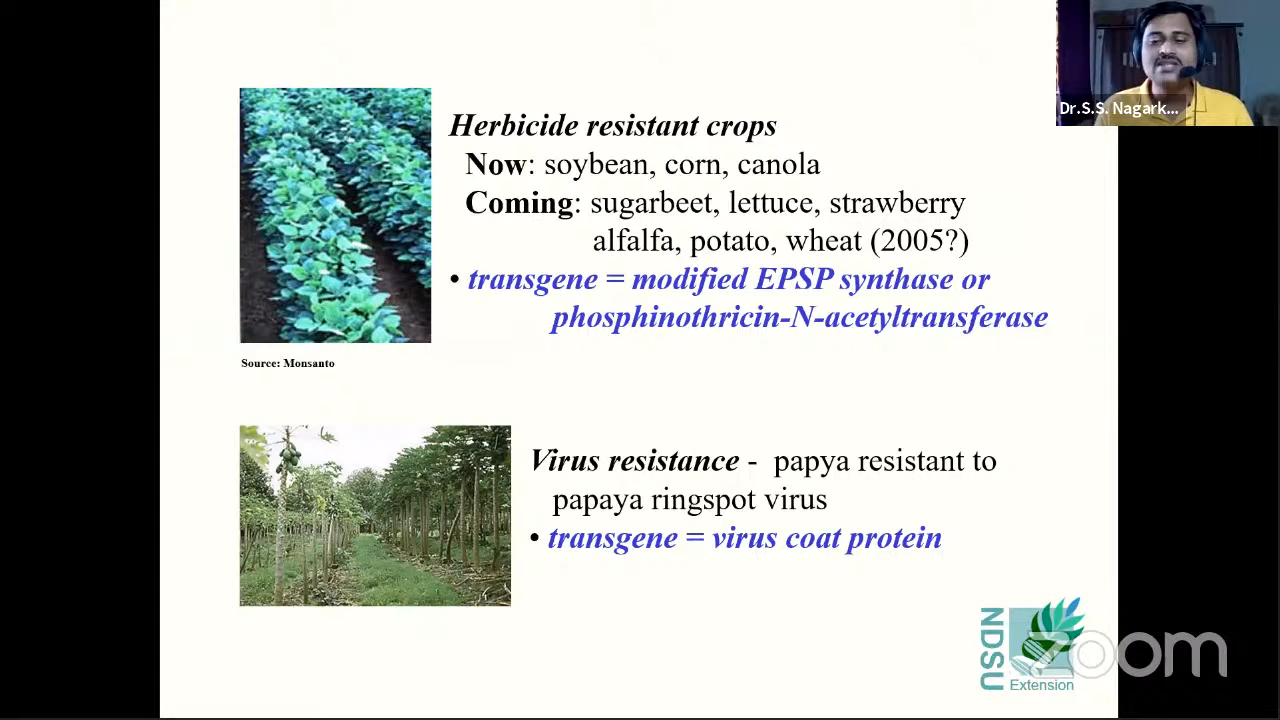 Dr.S.S. Nagark...
Herbicide resistant crops
Now: soybean, corn, canola
Coming: sugarbeet, lettuce, strawberry
alfalfa, potato, wheat (2005?)
• transgene = modified EPSP synthase or
phosphinothricin-N-acetyltransferase
Source: Monsanto
Virus resistance - papya resistant to
papaya ringspot virus
• transgene = virus coat protein
NDSU
Extension
zoom